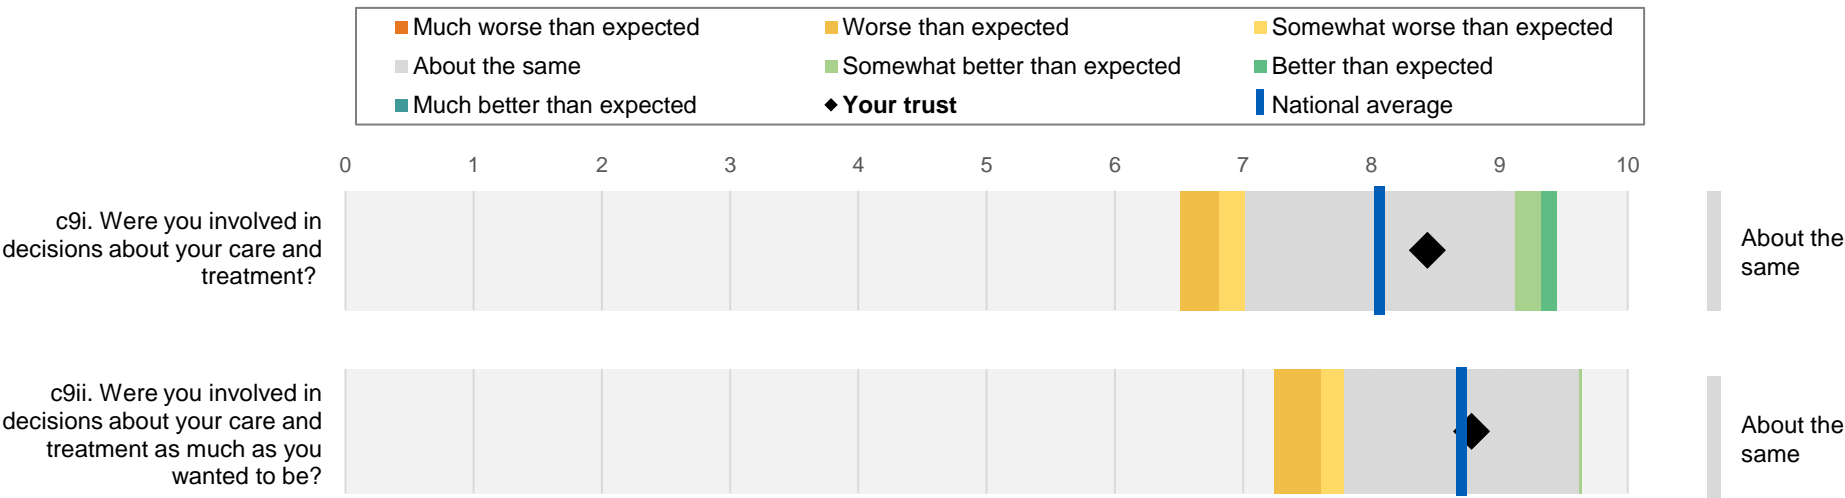 Much worse than expected
Worse than expected
Somewhat worse than expected
About the same
Somewhat better than expected
Better than expected
Much better than expected
Your trust
National average
0 1 2 3 4 5 6 7 8 9 10
c9i. Were you involved in
decisions about your care and
treatment?
About the
same
c9ii. Were you involved in
decisions about your care and
treatment as much as you
wanted to be?
About the
same